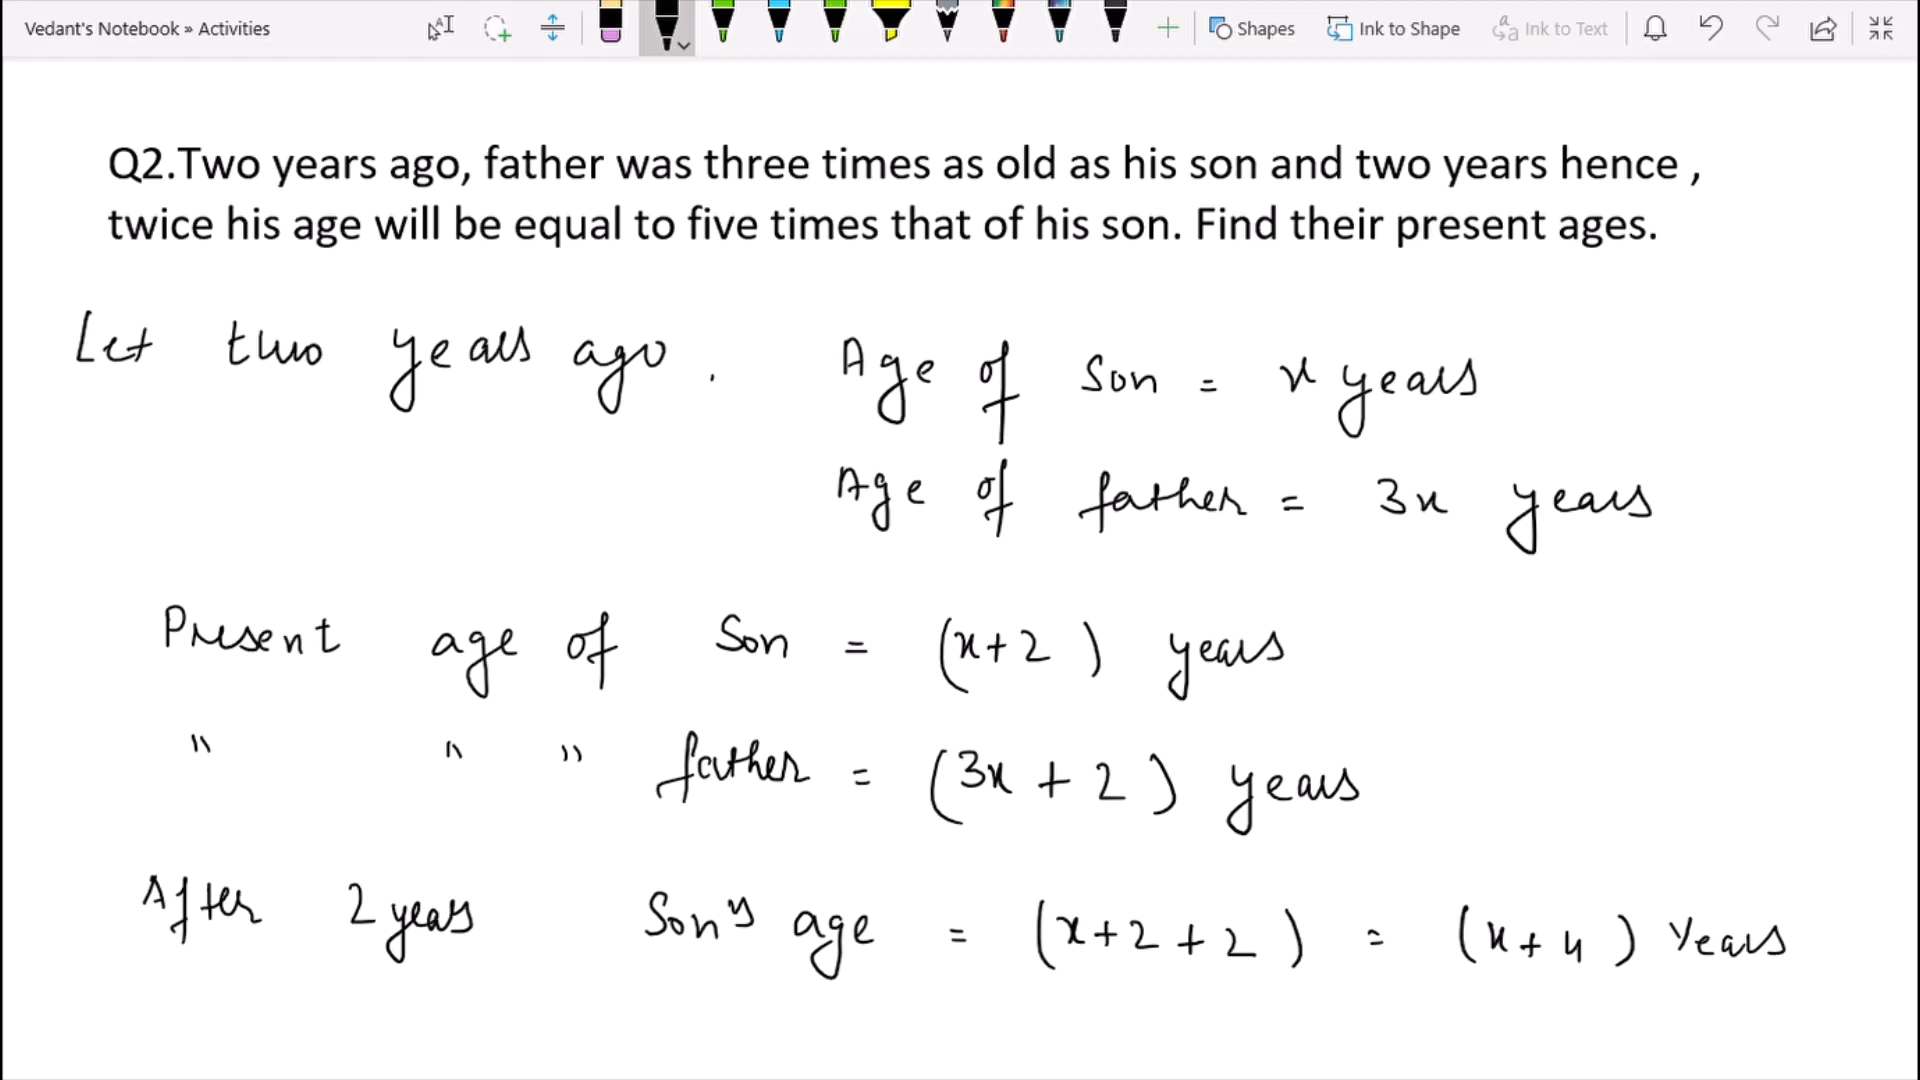 Vedant's Notebook » Activities
Shapes
Ink to Shape
Ink to Text
Q2.Two years ago, father was three times as old as his son and two years hence ,
twice his age will be equal to five times that of his son. Find their present ages.
Let two years ago . Age of Son = x years
Age of father = 3x years
Present age of Son = (x+2) years
" " " father = (3x + 2) years
After 2 years Son's age = (x+2+2) = (x+4) Years